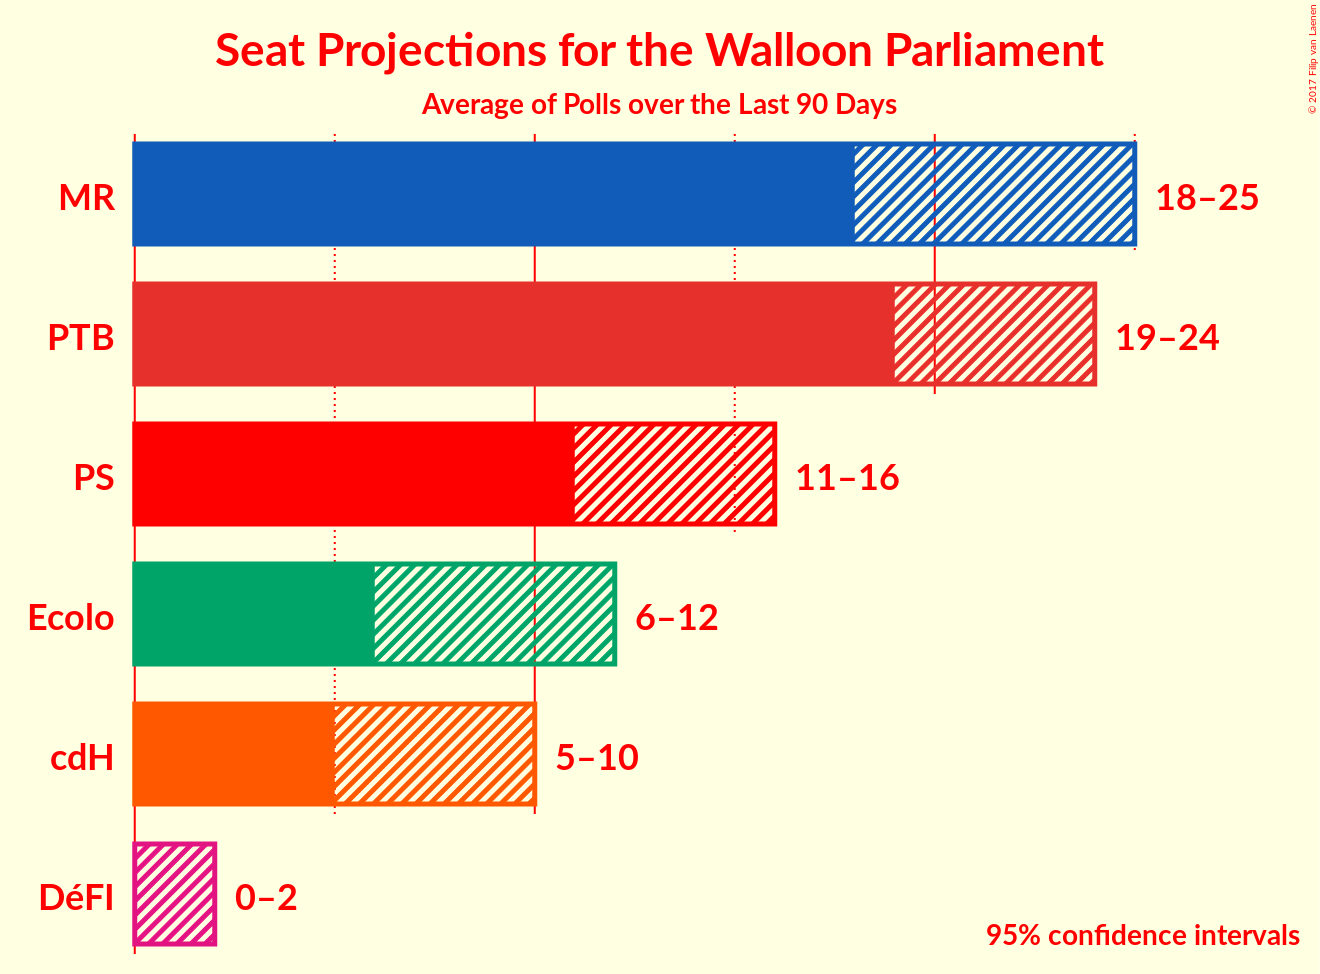 Seat Projections for the Walloon Parliament
Average of Polls over the Last 90 Days
© 2017 Filip van Laenen
MR 18–25
PTB 19–24
PS 11–16
Ecolo 6–12
cdH 5–10
DéFI 0–2
95% confidence intervals